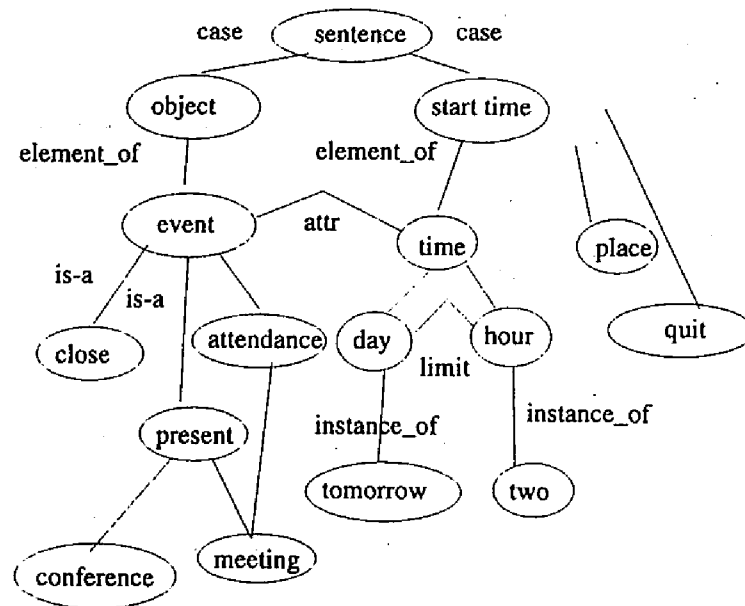 case sentence case
object start time
element_of element_of
event attr time place
is-a
is-a
close attendance day hour quit
limit
present instance_of instance_of
tomorrow two
conference meeting